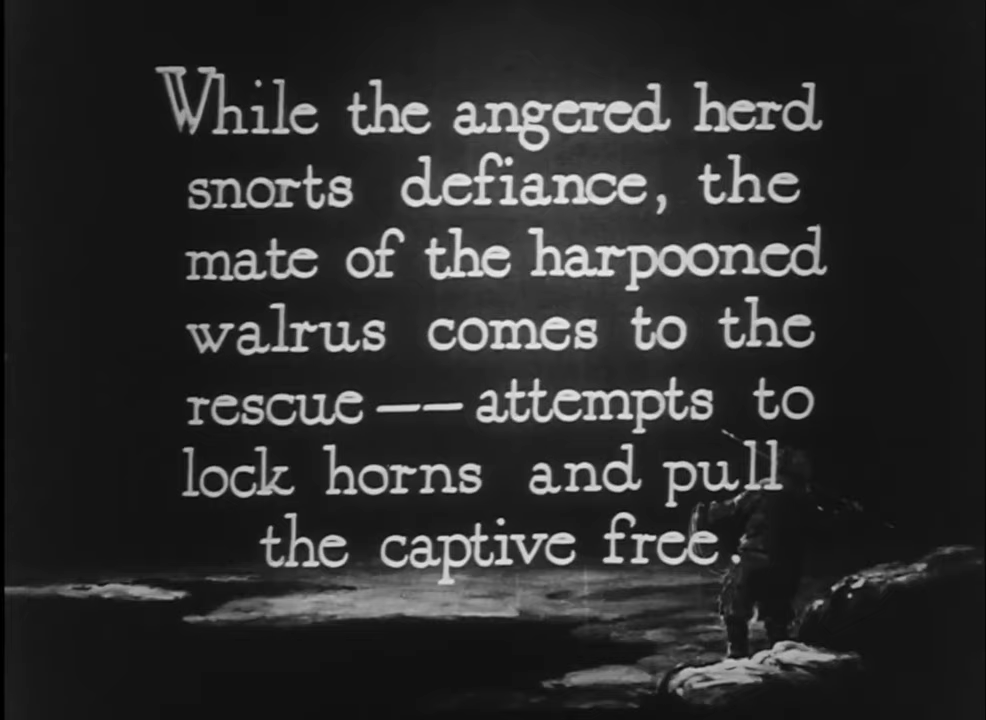 While the angered herd
snorts defiance, the
mate of the harpooned
walrus comes to the
rescue——attempts to
lock horns and pull
the captive free.